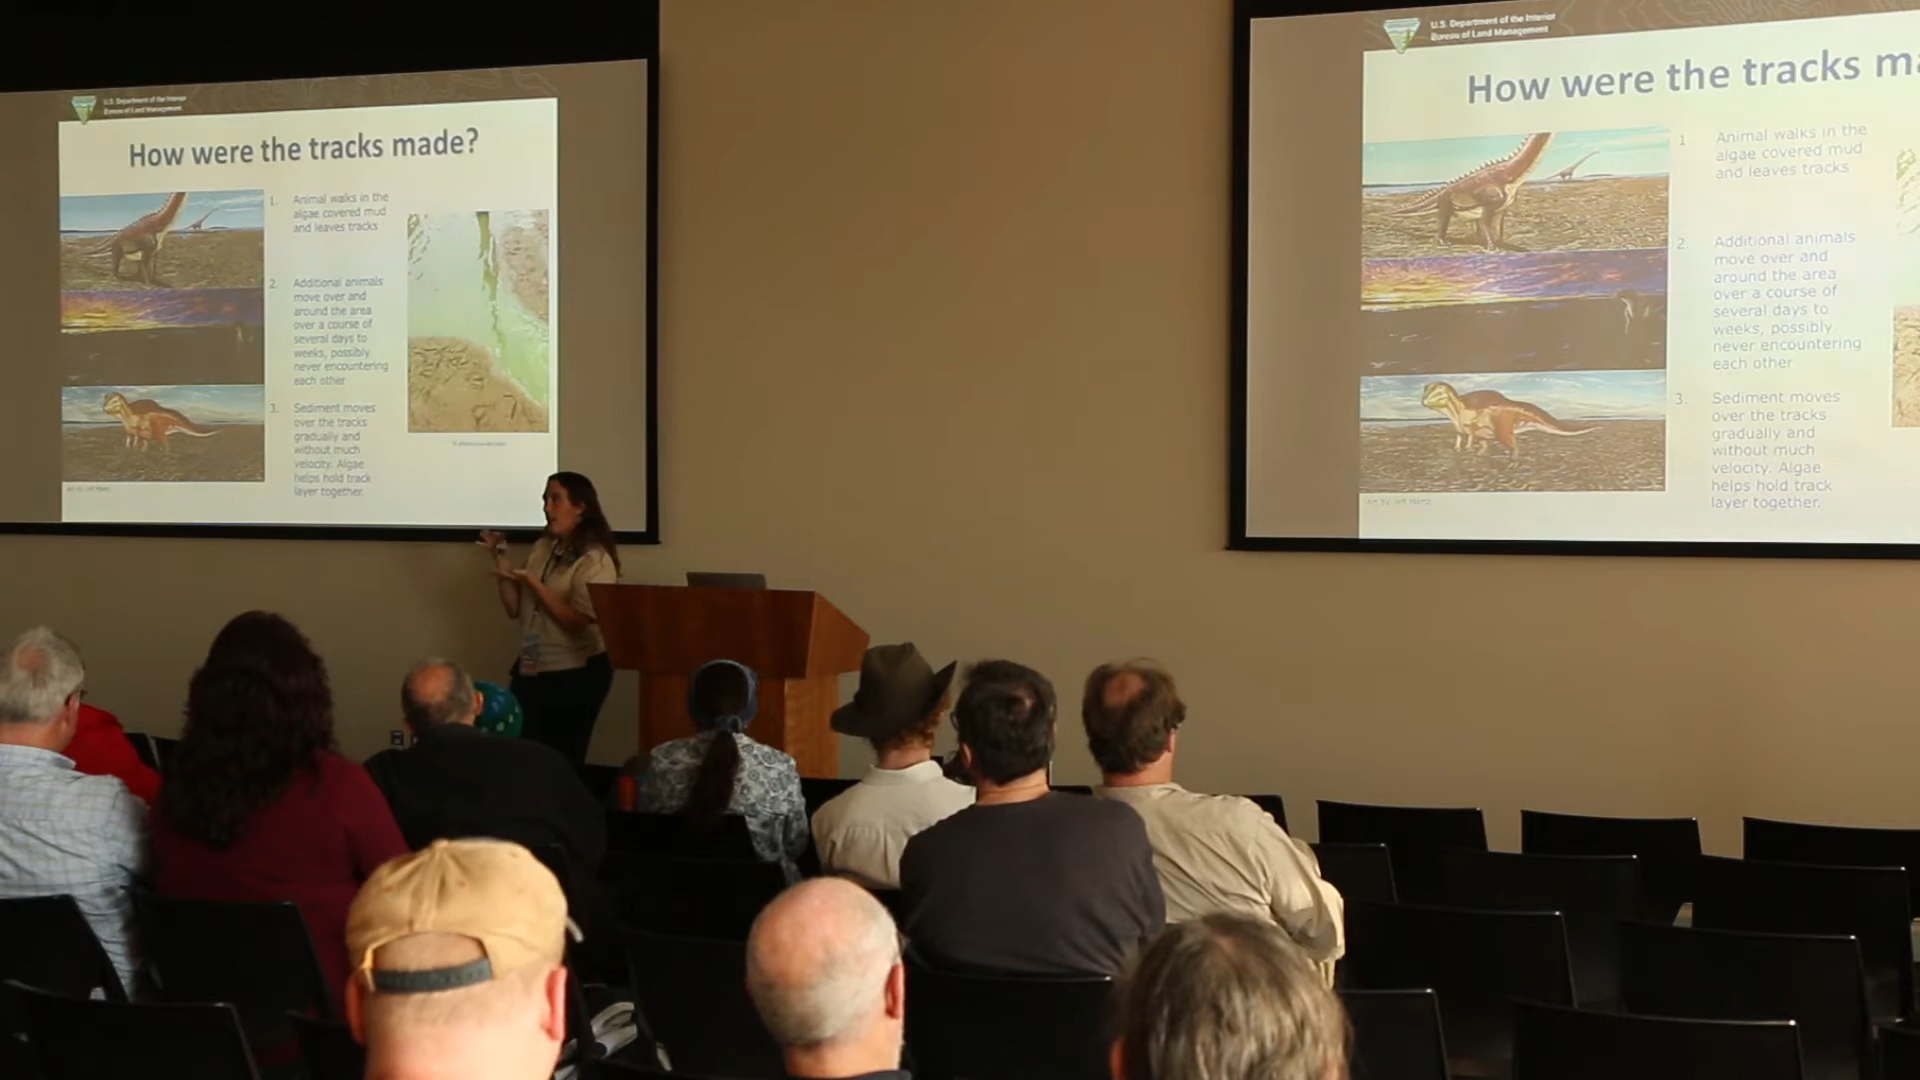 U.S. Department of the Interior
Bureau of Land Management
How were the tracks made?
1. Animal walks in the
algae covered mud
and leaves tracks
2. Additional animals
move over and
around the area
over a course of
several days to
weeks, possibly
never encountering
each other
3. Sediment moves
over the tracks
gradually and
without much
velocity. Algae
helps hold track
layer together.
U.S. Department of the Interior
Bureau of Land Management
How were the tracks ma
1 Animal walks in the
algae covered mud
and leaves tracks
2. Additional animals
move over and
around the area
over a course of
several days to
weeks, possibly
never encountering
each other
3. Sediment moves
over the tracks
gradually and
without much
velocity. Algae
helps hold track
layer together.